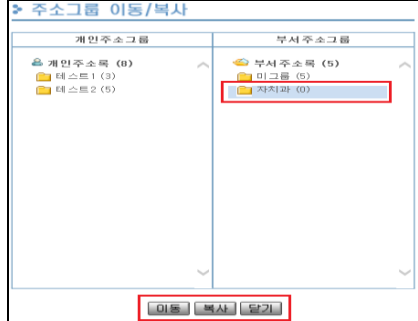 주소그룹 이동/복사
개인주소그룹
부서주소그룹
개인주소록 (8)
테스트1 (3)
테스트2 (5)
부서주소록 (5)
미그룹 (5)
자치과 (0)
이동 복사 닫기